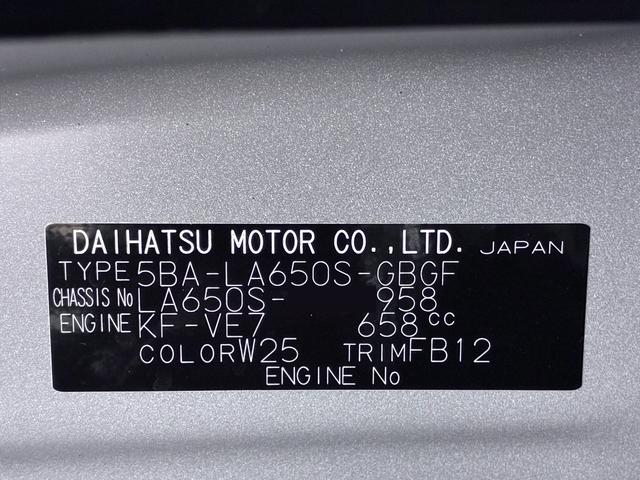 DAIHATSU MOTOR CO.,LTD. JAPAN
TYPE 5BA-LA650S-GBGF
CHASSIS No LA650S- 958
ENGINE KF-VE7 658 cc
COLOR W25 TRIM FB12
ENGINE No